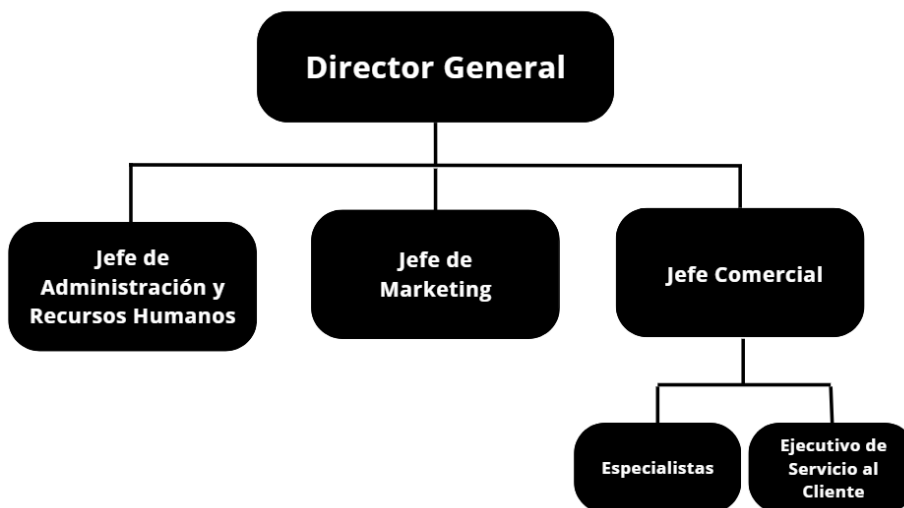 Director General
Jefe de
Administración y
Recursos Humanos
Jefe de
Marketing
Jefe Comercial
Especialistas
Ejecutivo de
Servicio al
Cliente